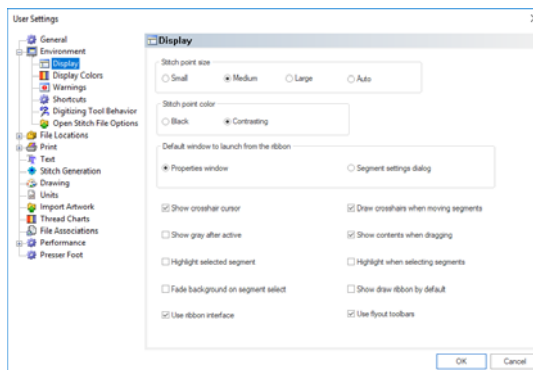 User Settings
General
Environment
Display
Display Colors
Warnings
Shortcuts
Digitizing Tool Behavior
Open Stitch File Options
File Locations
Print
Text
Stitch Generation
Drawing
Units
Import Artwork
Thread Charts
File Associations
Performance
Presser Foot
Display
Stitch point size
Small Medium Large Auto
Stitch point color
Black Contrasting
Default window to launch from the ribbon
Properties window Segment settings dialog
Show crosshair cursor Draw crosshairs when moving segments
Show gray after active Show contents when dragging
Highlight selected segment Highlight when selecting segments
Fade background on segment select Show draw ribbon by default
Use ribbon interface Use flyout toolbars
OK Cancel